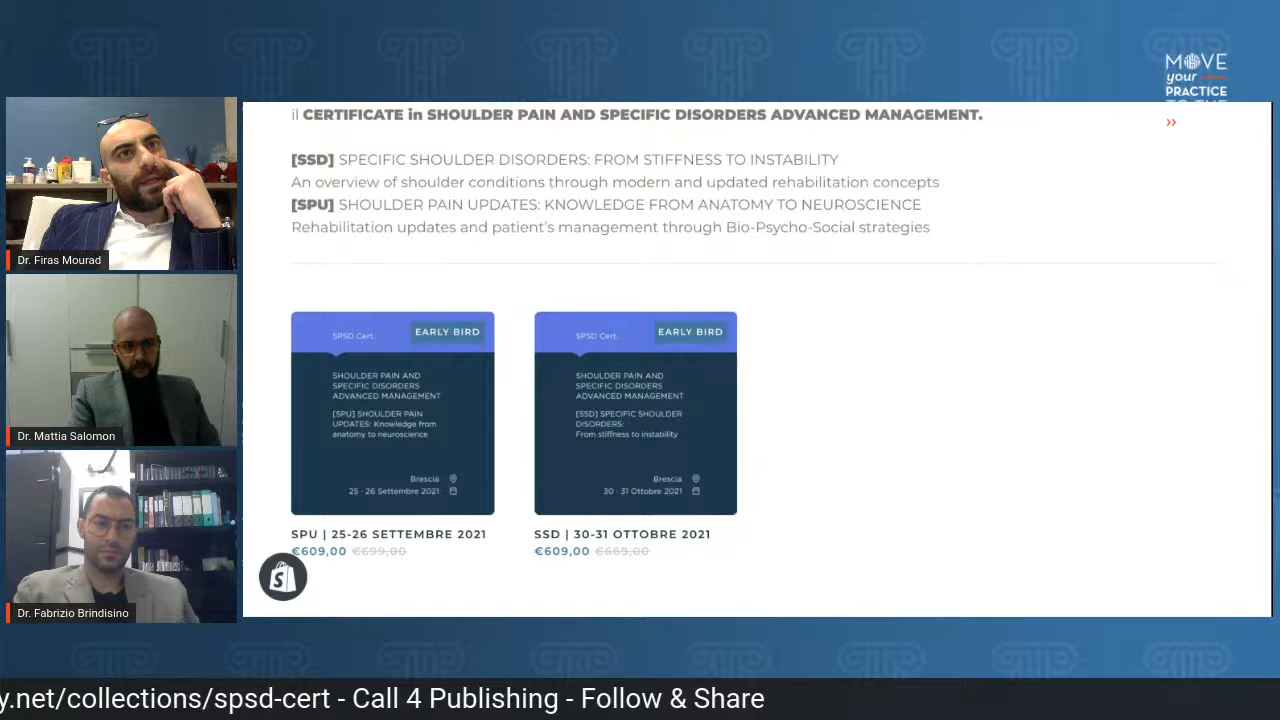 MOVE
your
PRACTICE
TO THE
››
il CERTIFICATE in SHOULDER PAIN AND SPECIFIC DISORDERS ADVANCED MANAGEMENT.
[SSD] SPECIFIC SHOULDER DISORDERS: FROM STIFFNESS TO INSTABILITY
An overview of shoulder conditions through modern and updated rehabilitation concepts
[SPU] SHOULDER PAIN UPDATES: KNOWLEDGE FROM ANATOMY TO NEUROSCIENCE
Rehabilitation updates and patient's management through Bio-Psycho-Social strategies
SPSD Cert.
EARLY BIRD
SHOULDER PAIN AND
SPECIFIC DISORDERS
ADVANCED MANAGEMENT
[SPU] SHOULDER PAIN
UPDATES: Knowledge from
anatomy to neuroscience
Brescia
25 - 26 Settembre 2021
SPU | 25-26 SETTEMBRE 2021
€609,00 €699,00
SPSD Cert.
EARLY BIRD
SHOULDER PAIN AND
SPECIFIC DISORDERS
ADVANCED MANAGEMENT
[SSD] SPECIFIC SHOULDER
DISORDERS:
From stiffness to instability
Brescia
30 - 31 Ottobre 2021
SSD | 30-31 OTTOBRE 2021
€609,00 €669,00
S
Dr. Firas Mourad
Dr. Mattia Salomon
Dr. Fabrizio Brindisino
y.net/collections/spsd-cert - Call 4 Publishing - Follow & Share